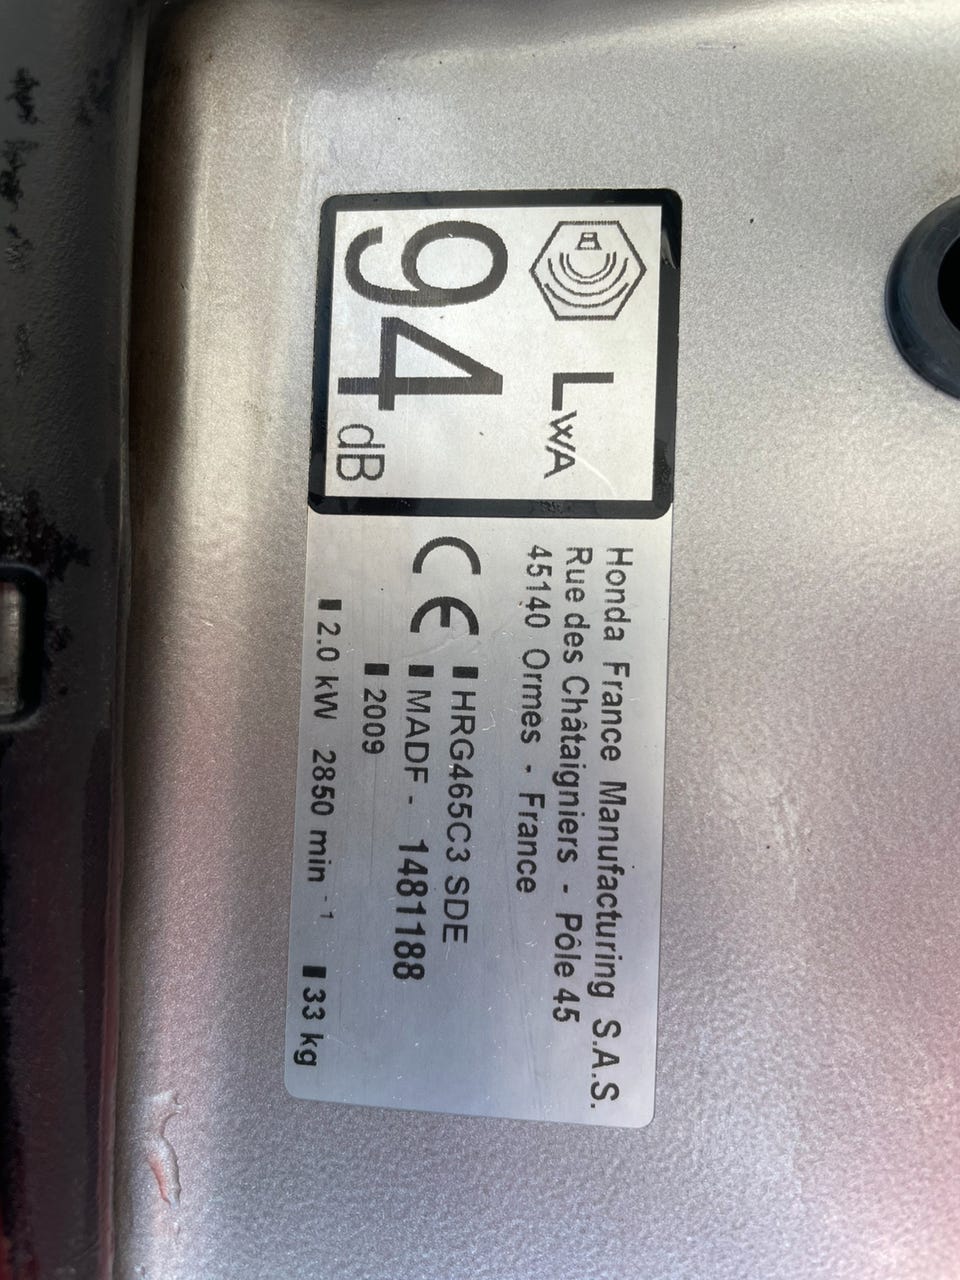 LWA
94 dB
Honda France Manufacturing S.A.S.
Rue des Châtaigniers - Pôle 45
45140 Ormes - France
CE
HRG465C3 SDE
MADF - 1481188
2009
2.0 kW 2850 min-1 33 kg